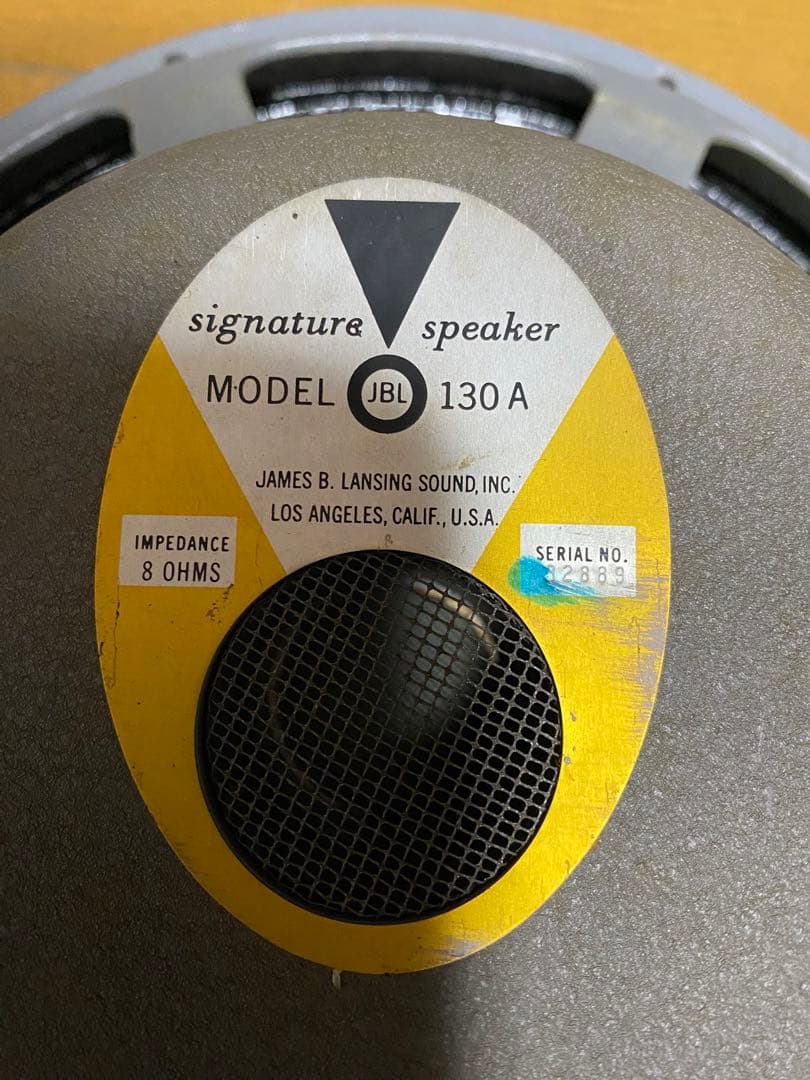 signature speaker
MODEL JBL 130 A
JAMES B. LANSING SOUND, INC.
LOS ANGELES, CALIF., U.S.A.
IMPEDANCE
8 OHMS
SERIAL NO.